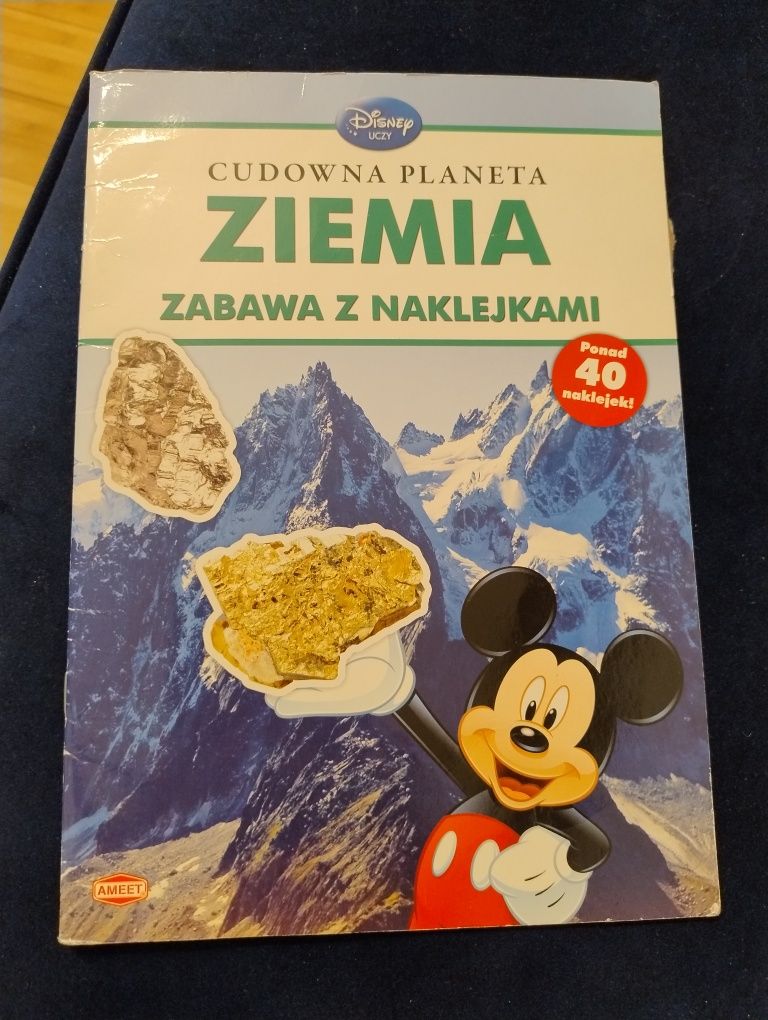 Disney
UCZY
CUDOWNA PLANETA
ZIEMIA
ZABAWA Z NAKLEJKAMI
Ponad
40
naklejek!
AMEET